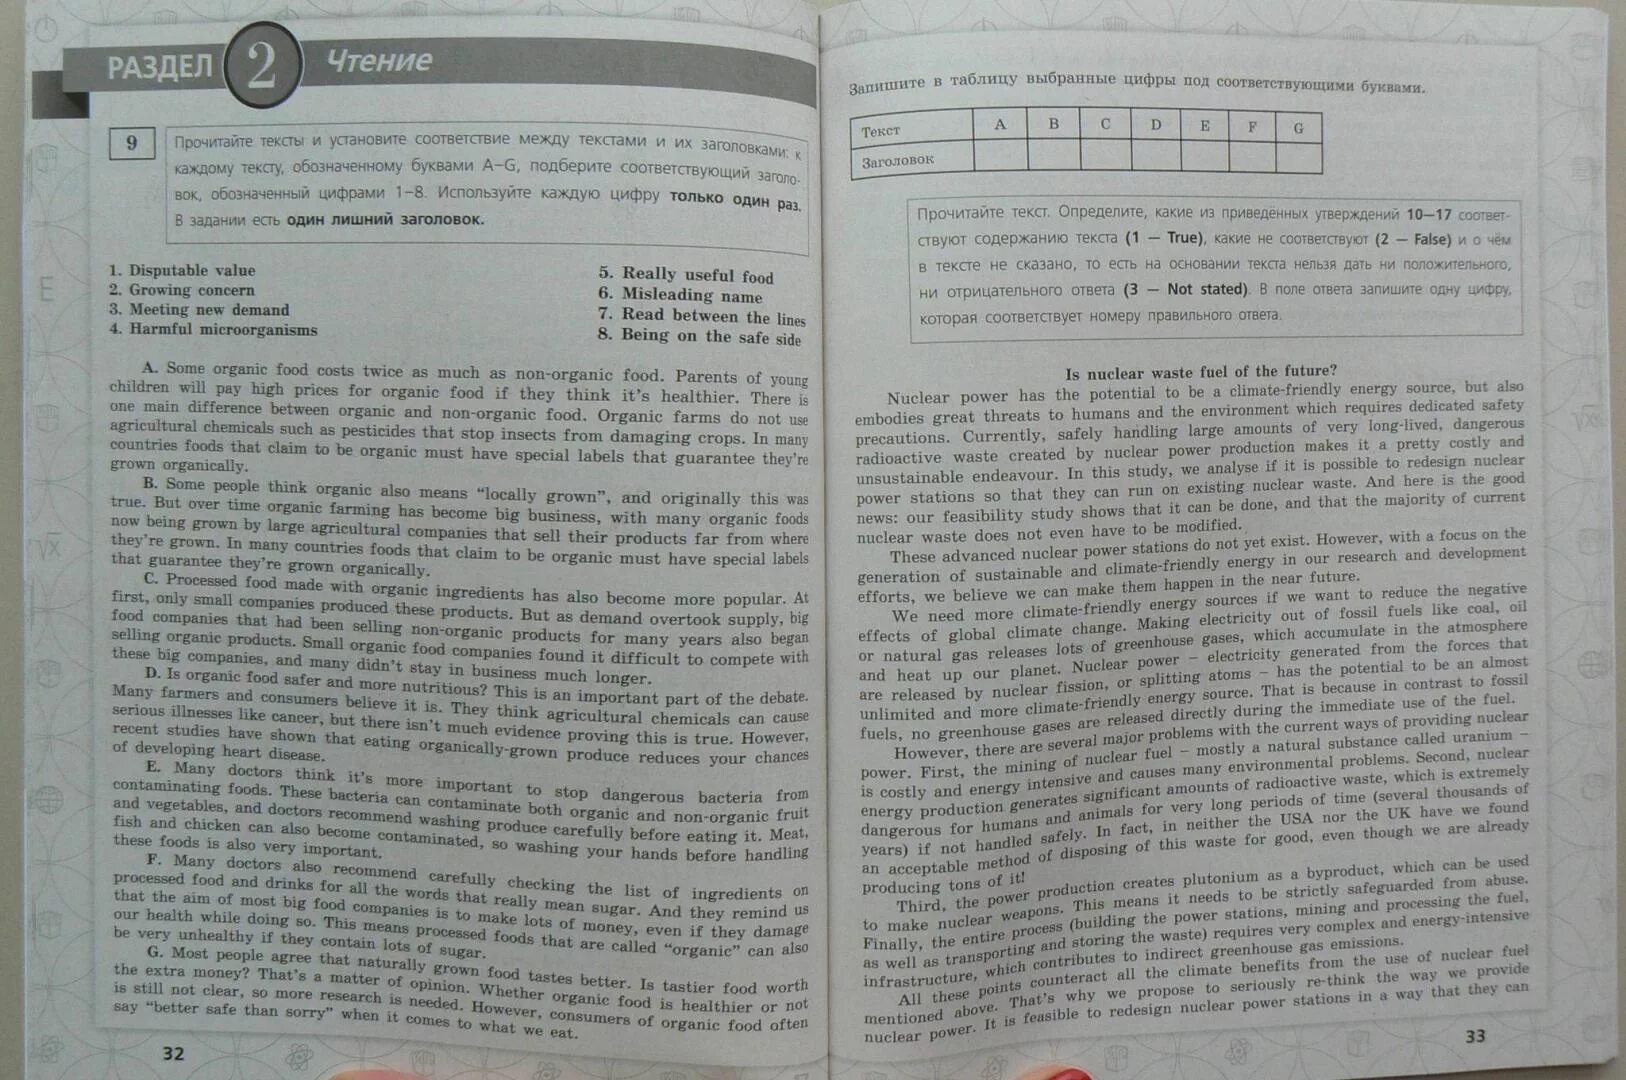 РАЗДЕЛ 2 Чтение
9
Прочитайте тексты и установите соответствие между текстами и их заголовками: к
каждому тексту, обозначенному буквами A–G, подберите соответствующий заголо-
вок, обозначенный цифрами 1–8. Используйте каждую цифру только один раз.
В задании есть один лишний заголовок.
1. Disputable value
2. Growing concern
3. Meeting new demand
4. Harmful microorganisms
5. Really useful food
6. Misleading name
7. Read between the lines
8. Being on the safe side
A. Some organic food costs twice as much as non-organic food. Parents of young
children will pay high prices for organic food if they think it's healthier. There is
one main difference between organic and non-organic food. Organic farms do not use
agricultural chemicals such as pesticides that stop insects from damaging crops. In many
countries foods that claim to be organic must have special labels that guarantee they're
grown organically.
B. Some people think organic also means "locally grown", and originally this was
true. But over time organic farming has become big business, with many organic foods
now being grown by large agricultural companies that sell their products far from where
they're grown. In many countries foods that claim to be organic must have special labels
that guarantee they're grown organically.
C. Processed food made with organic ingredients has also become more popular. At
first, only small companies produced these products. But as demand overtook supply, big
food companies that had been selling non-organic products for many years also began
selling organic products. Small organic food companies found it difficult to compete with
these big companies, and many didn't stay in business much longer.
D. Is organic food safer and more nutritious? This is an important part of the debate.
Many farmers and consumers believe it is. They think agricultural chemicals can cause
serious illnesses like cancer, but there isn't much evidence proving this is true. However,
recent studies have shown that eating organically-grown produce reduces your chances
of developing heart disease.
E. Many doctors think it's more important to stop dangerous bacteria from
contaminating foods. These bacteria can contaminate both organic and non-organic fruit
and vegetables, and doctors recommend washing produce carefully before eating it. Meat,
fish and chicken can also become contaminated, so washing your hands before handling
these foods is also very important.
F. Many doctors also recommend carefully checking the list of ingredients on
processed food and drinks for all the words that really mean sugar. And they remind us
that the aim of most big food companies is to make lots of money, even if they damage
our health while doing so. This means processed foods that are called "organic" can also
be very unhealthy if they contain lots of sugar.
G. Most people agree that naturally grown food tastes better. Is tastier food worth
the extra money? That's a matter of opinion. Whether organic food is healthier or not
is still not clear, so more research is needed. However, consumers of organic food often
say "better safe than sorry" when it comes to what we eat.
32
Запишите в таблицу выбранные цифры под соответствующими буквами.
Текст A B C D E F G
Заголовок
Прочитайте текст. Определите, какие из приведённых утверждений 10—17 соответ-
ствуют содержанию текста (1 — True), какие не соответствуют (2 — False) и о чём
в тексте не сказано, то есть на основании текста нельзя дать ни положительного,
ни отрицательного ответа (3 — Not stated). В поле ответа запишите одну цифру,
которая соответствует номеру правильного ответа.
Is nuclear waste fuel of the future?
Nuclear power has the potential to be a climate-friendly energy source, but also
embodies great threats to humans and the environment which requires dedicated safety
precautions. Currently, safely handling large amounts of very long-lived, dangerous
radioactive waste created by nuclear power production makes it a pretty costly and
unsustainable endeavour. In this study, we analyse if it is possible to redesign nuclear
power stations so that they can run on existing nuclear waste. And here is the good
news: our feasibility study shows that it can be done, and that the majority of current
nuclear waste does not even have to be modified.
These advanced nuclear power stations do not yet exist. However, with a focus on the
generation of sustainable and climate-friendly energy in our research and development
efforts, we believe we can make them happen in the near future.
We need more climate-friendly energy sources if we want to reduce the negative
effects of global climate change. Making electricity out of fossil fuels like coal, oil
or natural gas releases lots of greenhouse gases, which accumulate in the atmosphere
and heat up our planet. Nuclear power – electricity generated from the forces that
are released by nuclear fission, or splitting atoms – has the potential to be an almost
unlimited and more climate-friendly energy source. That is because in contrast to fossil
fuels, no greenhouse gases are released directly during the immediate use of the fuel.
However, there are several major problems with the current ways of providing nuclear
power. First, the mining of nuclear fuel – mostly a natural substance called uranium –
is costly and energy intensive and causes many environmental problems. Second, nuclear
energy production generates significant amounts of radioactive waste, which is extremely
dangerous for humans and animals for very long periods of time (several thousands of
years) if not handled safely. In fact, in neither the USA nor the UK have we found
an acceptable method of disposing of this waste for good, even though we are already
producing tons of it!
Third, the power production creates plutonium as a byproduct, which can be used
to make nuclear weapons. This means it needs to be strictly safeguarded from abuse.
Finally, the entire process (building the power stations, mining and processing the fuel,
as well as transporting and storing the waste) requires very complex and energy-intensive
infrastructure, which contributes to indirect greenhouse gas emissions.
All these points counteract all the climate benefits from the use of nuclear fuel
mentioned above. That's why we propose to seriously re-think the way we provide
nuclear power. It is feasible to redesign nuclear power stations in a way that they can
33